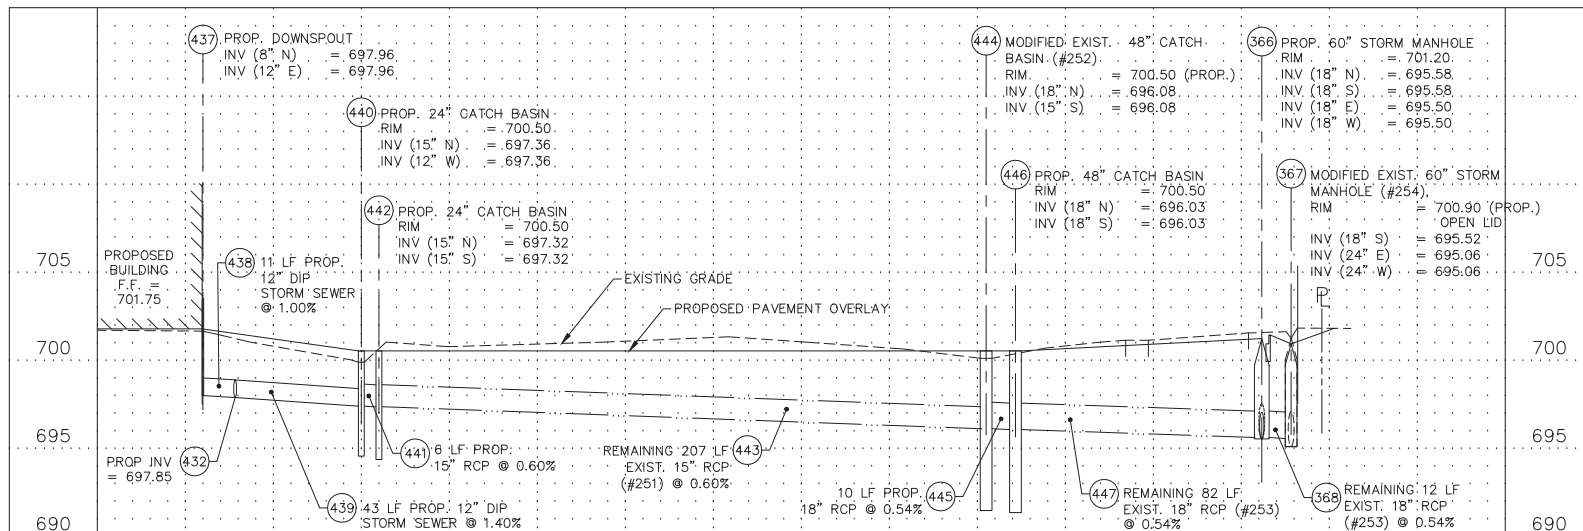 437 PROP. DOWNSPOUT
INV (8" N) = 697.96
INV (12" E) = 697.96
440 PROP. 24" CATCH BASIN
RIM = 700.50
INV (15" N) = 697.36
INV (12" W) = 697.36
442 PROP. 24" CATCH BASIN
RIM = 700.50
INV (15" N) = 697.32
INV (15" S) = 697.32
444 MODIFIED EXIST. 48" CATCH
BASIN (#252)
RIM = 700.50 (PROP.)
INV (18" N) = 696.08
INV (15" S) = 696.08
446 PROP. 48" CATCH BASIN
RIM = 700.50
INV (18" N) = 696.03
INV (18" S) = 696.03
366 PROP. 60" STORM MANHOLE
RIM = 701.20
INV (18" N) = 695.58
INV (18" S) = 695.58
INV (18" E) = 695.50
INV (18" W) = 695.50
367 MODIFIED EXIST. 60" STORM
MANHOLE (#254)
RIM = 700.90 (PROP.)
OPEN LID
INV (18" S) = 695.52
INV (24" E) = 695.06
INV (24" W) = 695.06
705
705
PROPOSED
BUILDING
F.F. =
701.75
438 11 LF PROP.
12" DIP
STORM SEWER
@ 1.00%
EXISTING GRADE
PROPOSED PAVEMENT OVERLAY
PL
700
700
695
695
PROP INV 432
= 697.85
441 6 LF PROP.
15" RCP @ 0.60%
439 43 LF PROP. 12" DIP
STORM SEWER @ 1.40%
REMAINING 207 LF 443
EXIST. 15" RCP
(#251) @ 0.60%
10 LF PROP. 445
18" RCP @ 0.54%
447 REMAINING 82 LF
EXIST. 18" RCP (#253)
@ 0.54%
368 REMAINING 12 LF
EXIST. 18" RCP
(#253) @ 0.54%
690
690